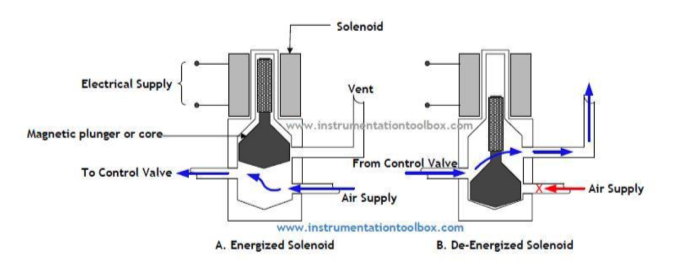 Solenoid
Electrical Supply
Vent
www.instrumentationtoolbox.com
Magnetic plunger or core
From Control Valve
To Control Valve
Air Supply
Air Supply
X
www.instrumentationtoolbox.com
A. Energized Solenoid
B. De-Energized Solenoid